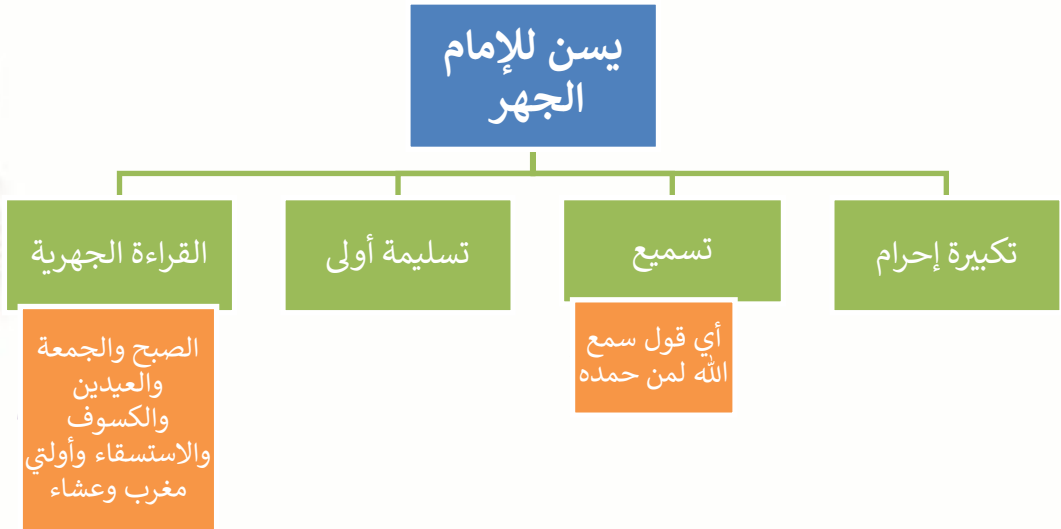 يسن للإمام
الجهر
تكبيرة إحرام
تسميع
أي قول سمع
الله لمن حمده
تسليمة أولى
القراءة الجهرية
الصبح والجمعة
والعيدين
والكسوف
والاستسقاء وأولتي
مغرب وعشاء